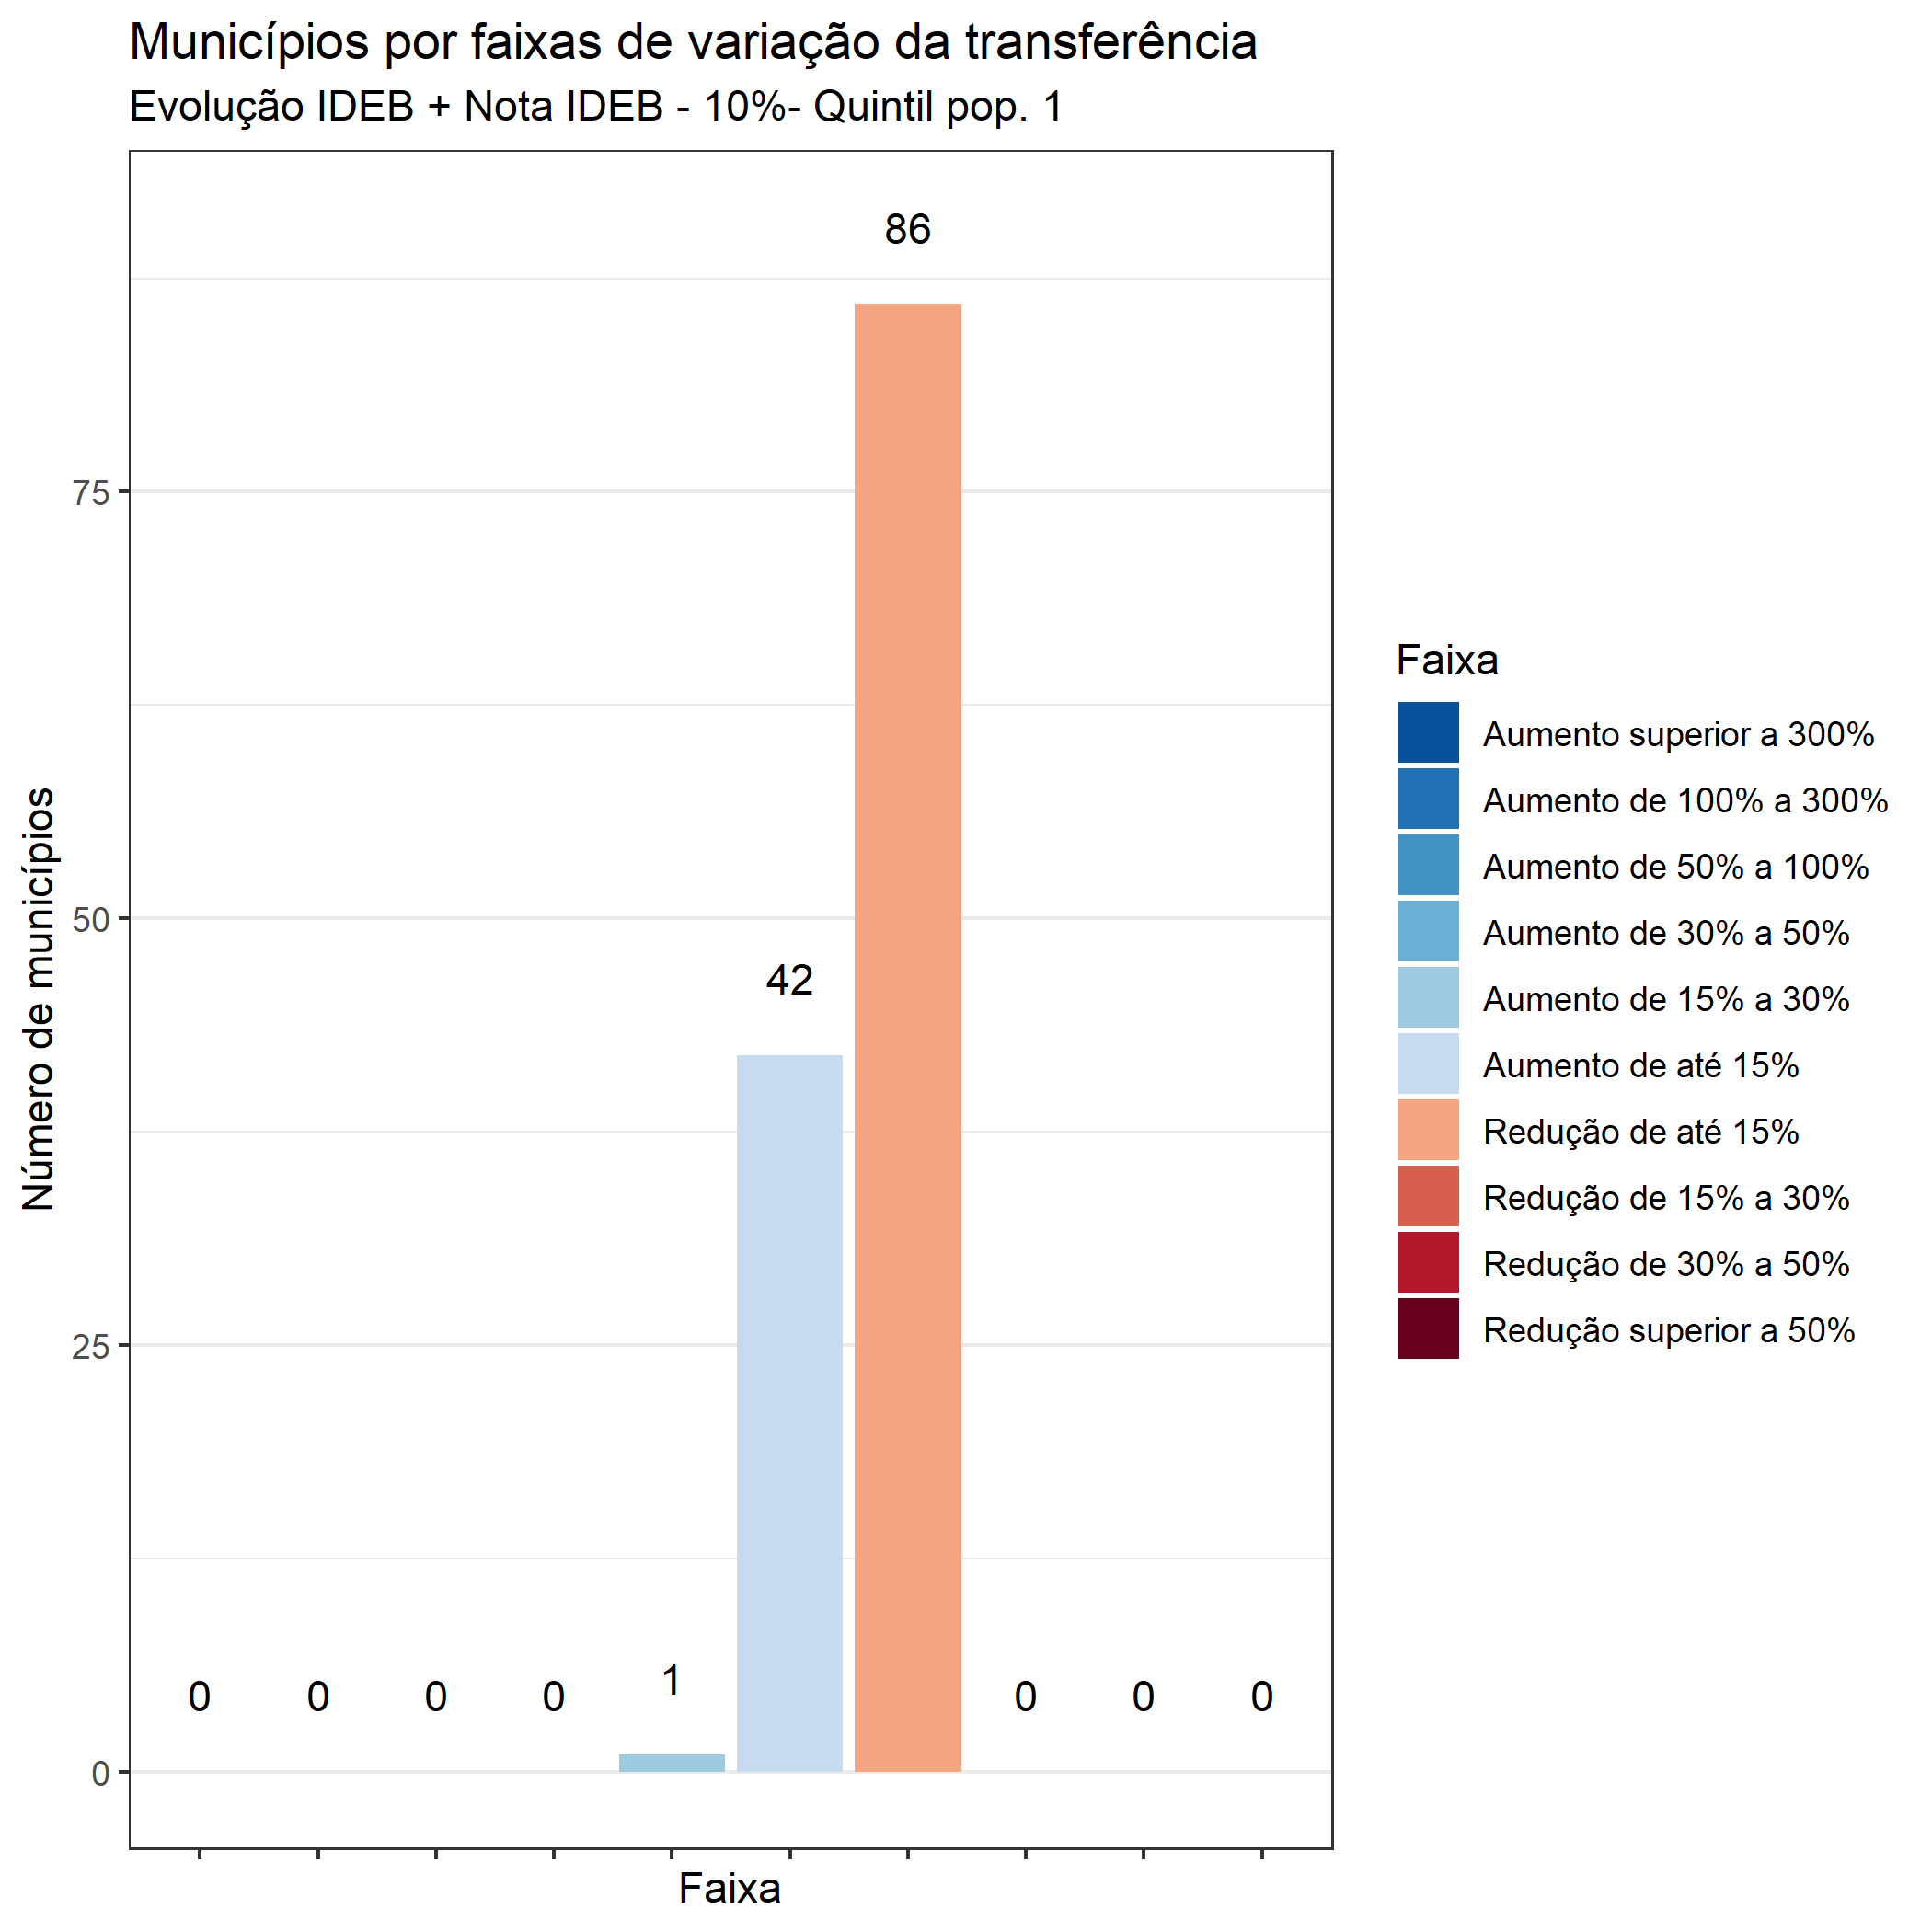 Municípios por faixas de variação da transferência
Evolução IDEB + Nota IDEB - 10%- Quintil pop. 1
86
75
50
42
25
1
0
0
0
0
0
0
0
0
Número de municípios
Faixa
Faixa
Aumento superior a 300%
Aumento de 100% a 300%
Aumento de 50% a 100%
Aumento de 30% a 50%
Aumento de 15% a 30%
Aumento de até 15%
Redução de até 15%
Redução de 15% a 30%
Redução de 30% a 50%
Redução superior a 50%